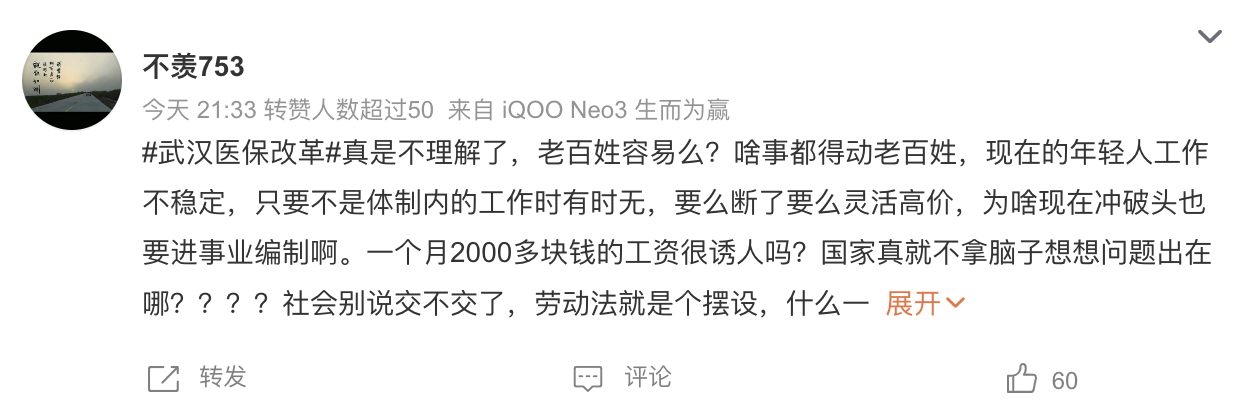 不羡753
今天 21:33 转赞人数超过50 来自 iQOO Neo3 生而为赢
#武汉医保改革#真是不理解了，老百姓容易么？啥事都得动老百姓，现在的年轻人工作
不稳定，只要不是体制内的工作时有时无，要么断了要么灵活高价，为啥现在冲破头也
要进事业编制啊。一个月2000多块钱的工资很诱人吗？国家真就不拿脑子想想问题出在
哪？？？？社会别说交不交了，劳动法就是个摆设，什么一 展开
转发 评论 60